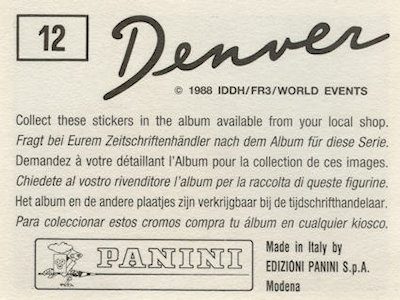 12
Denver
© 1988 IDDH/FR3/WORLD EVENTS
Collect these stickers in the album available from your local shop.
Fragt bei Eurem Zeitschriftenhändler nach dem Album für diese Serie.
Demandez à votre détaillant l'Album pour la collection de ces images.
Chiedete al vostro rivenditore l'album per la raccolta di queste figurine.
Het album en de andere plaatjes zijn verkrijgbaar bij de tijdschrifthandelaar.
Para coleccionar estos cromos compra tu álbum en cualquier kiosco.
PANINI
Made in Italy by
EDIZIONI PANINI S.p.A.
Modena